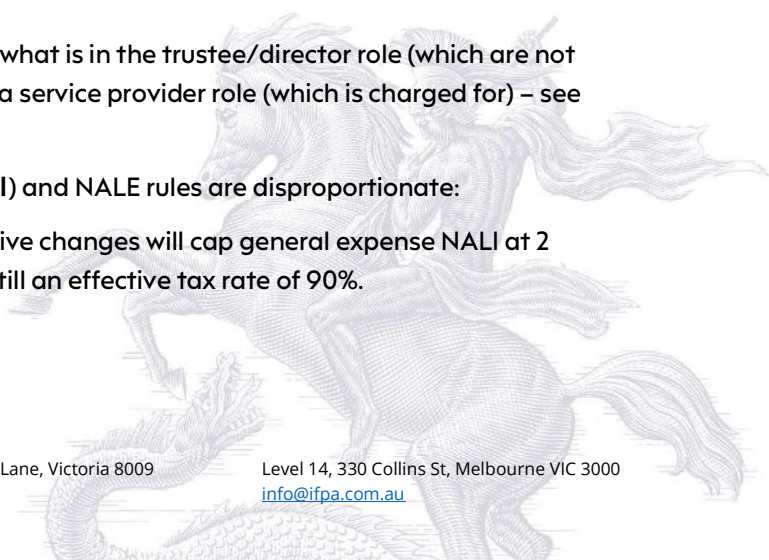 what is in the trustee/director role (which are not
a service provider role (which is charged for) – see
l) and NALE rules are disproportionate:
ive changes will cap general expense NALI at 2
till an effective tax rate of 90%.
Lane, Victoria 8009
Level 14, 330 Collins St, Melbourne VIC 3000
info@ifpa.com.au